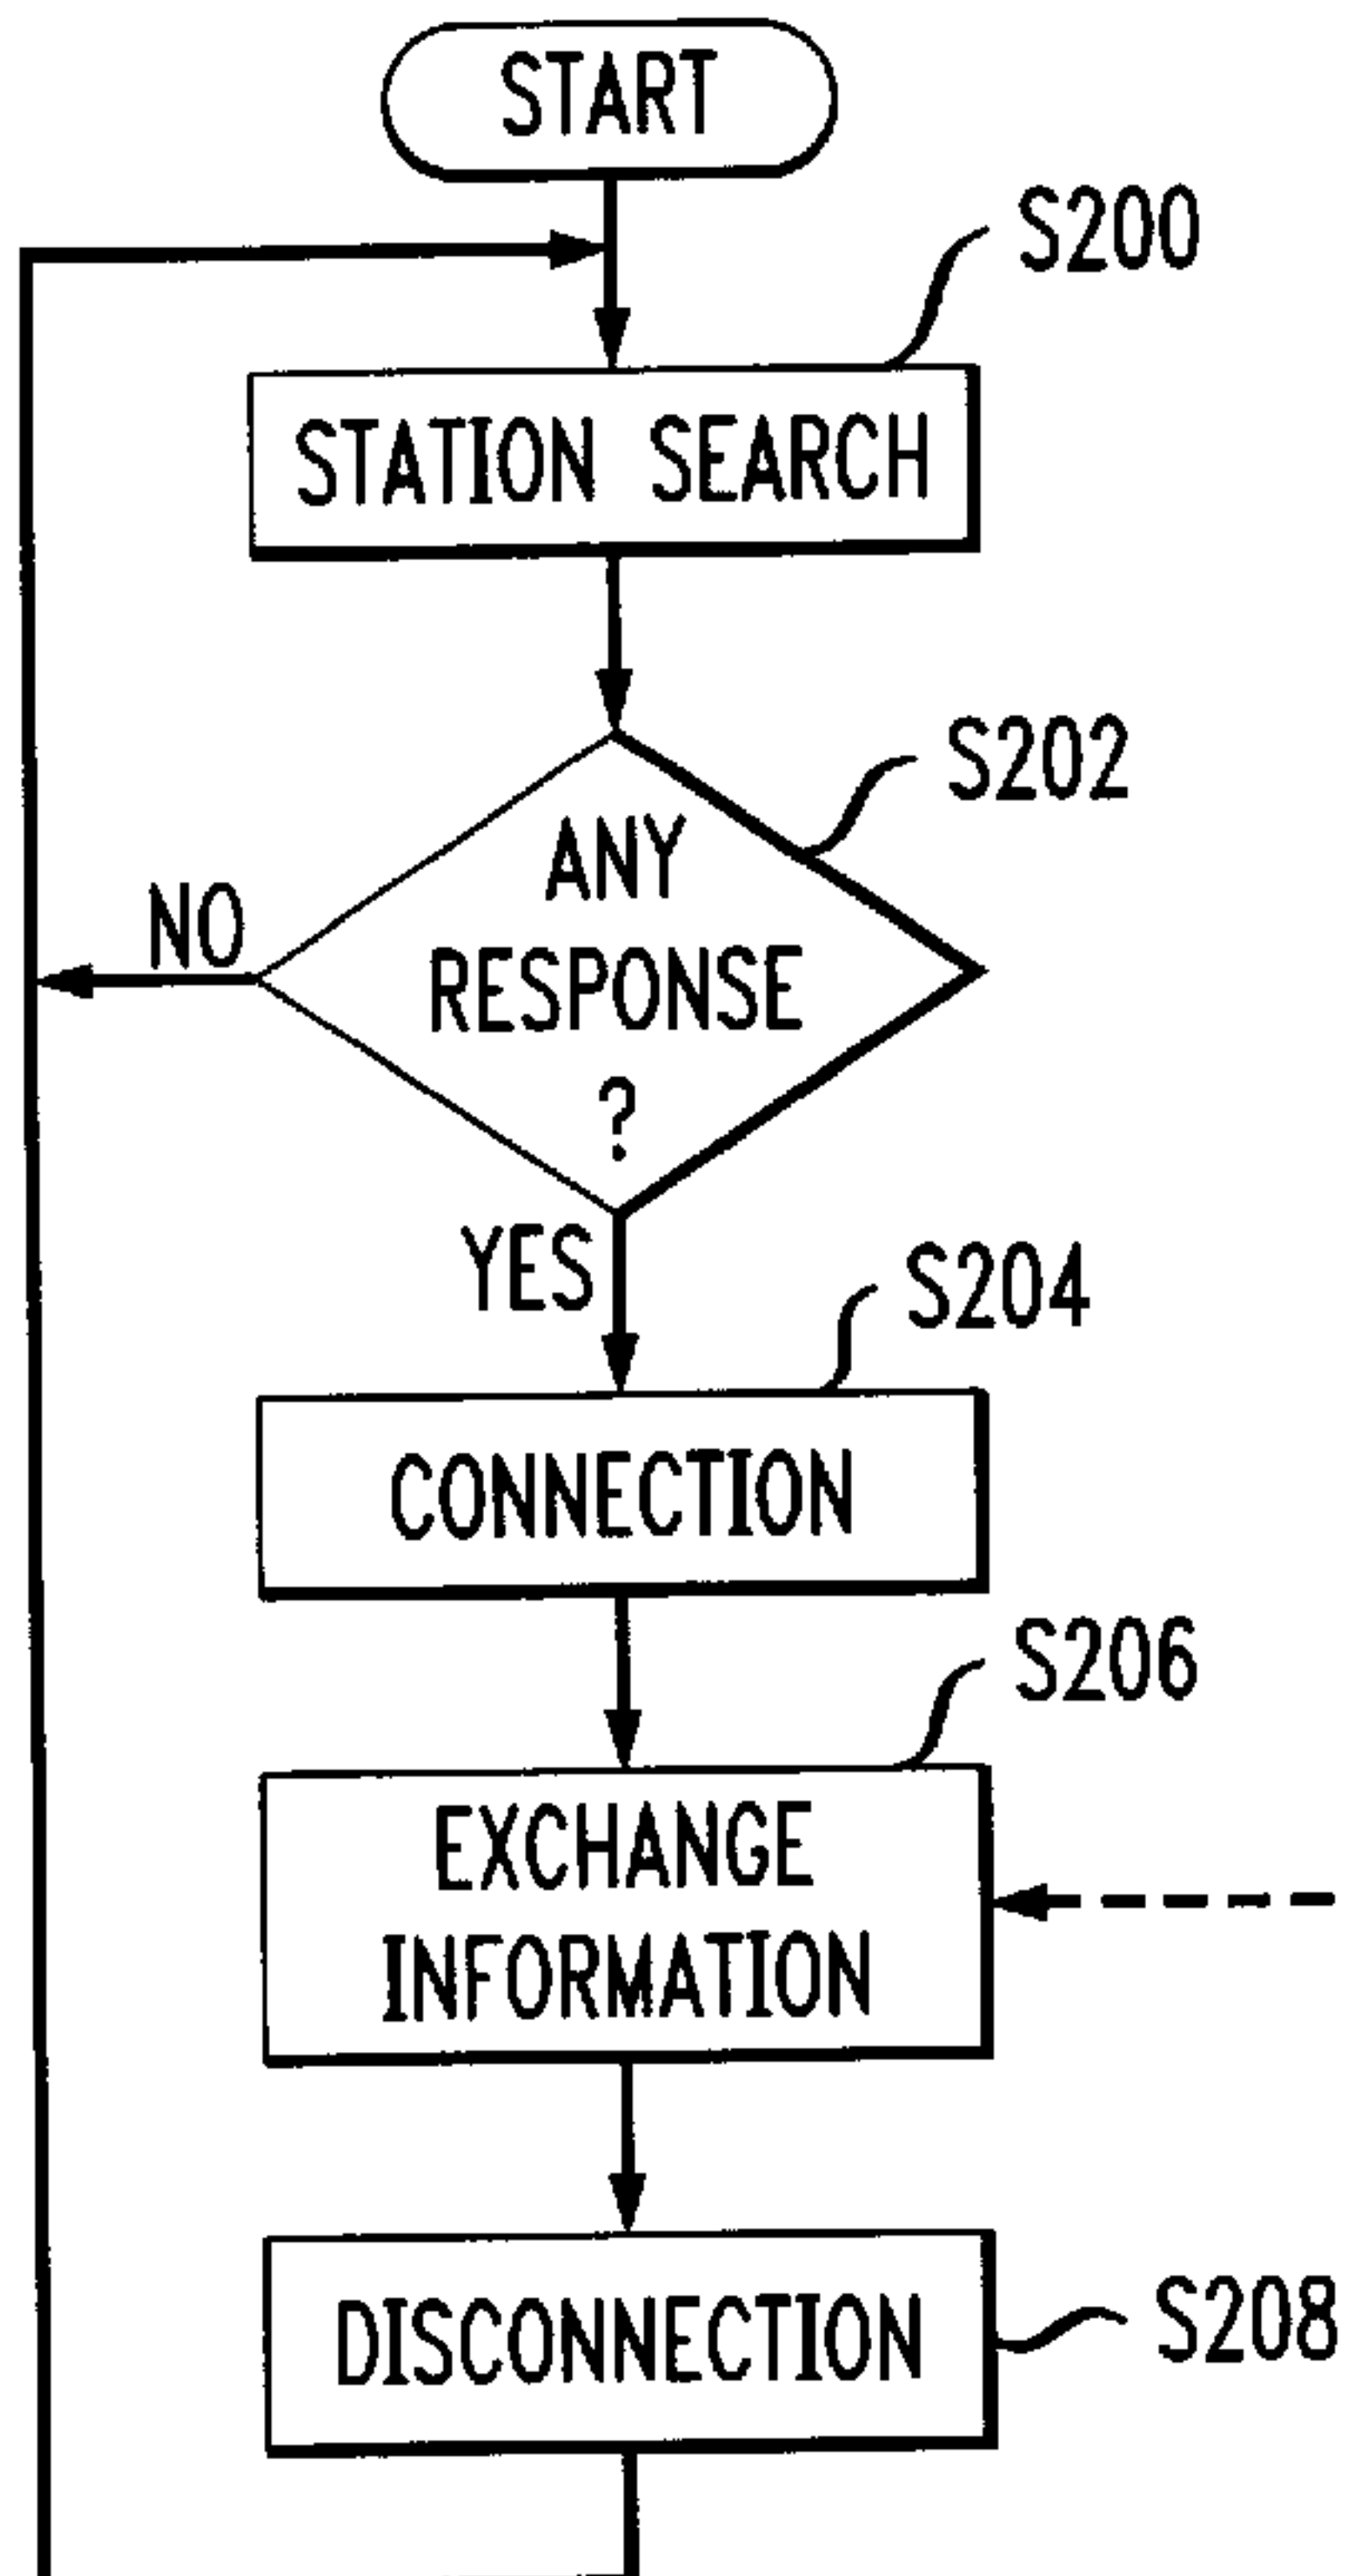 START
S200
STATION SEARCH
S202
ANY
RESPONSE
?
NO
YES
S204
CONNECTION
S206
EXCHANGE
INFORMATION
DISCONNECTION
S208